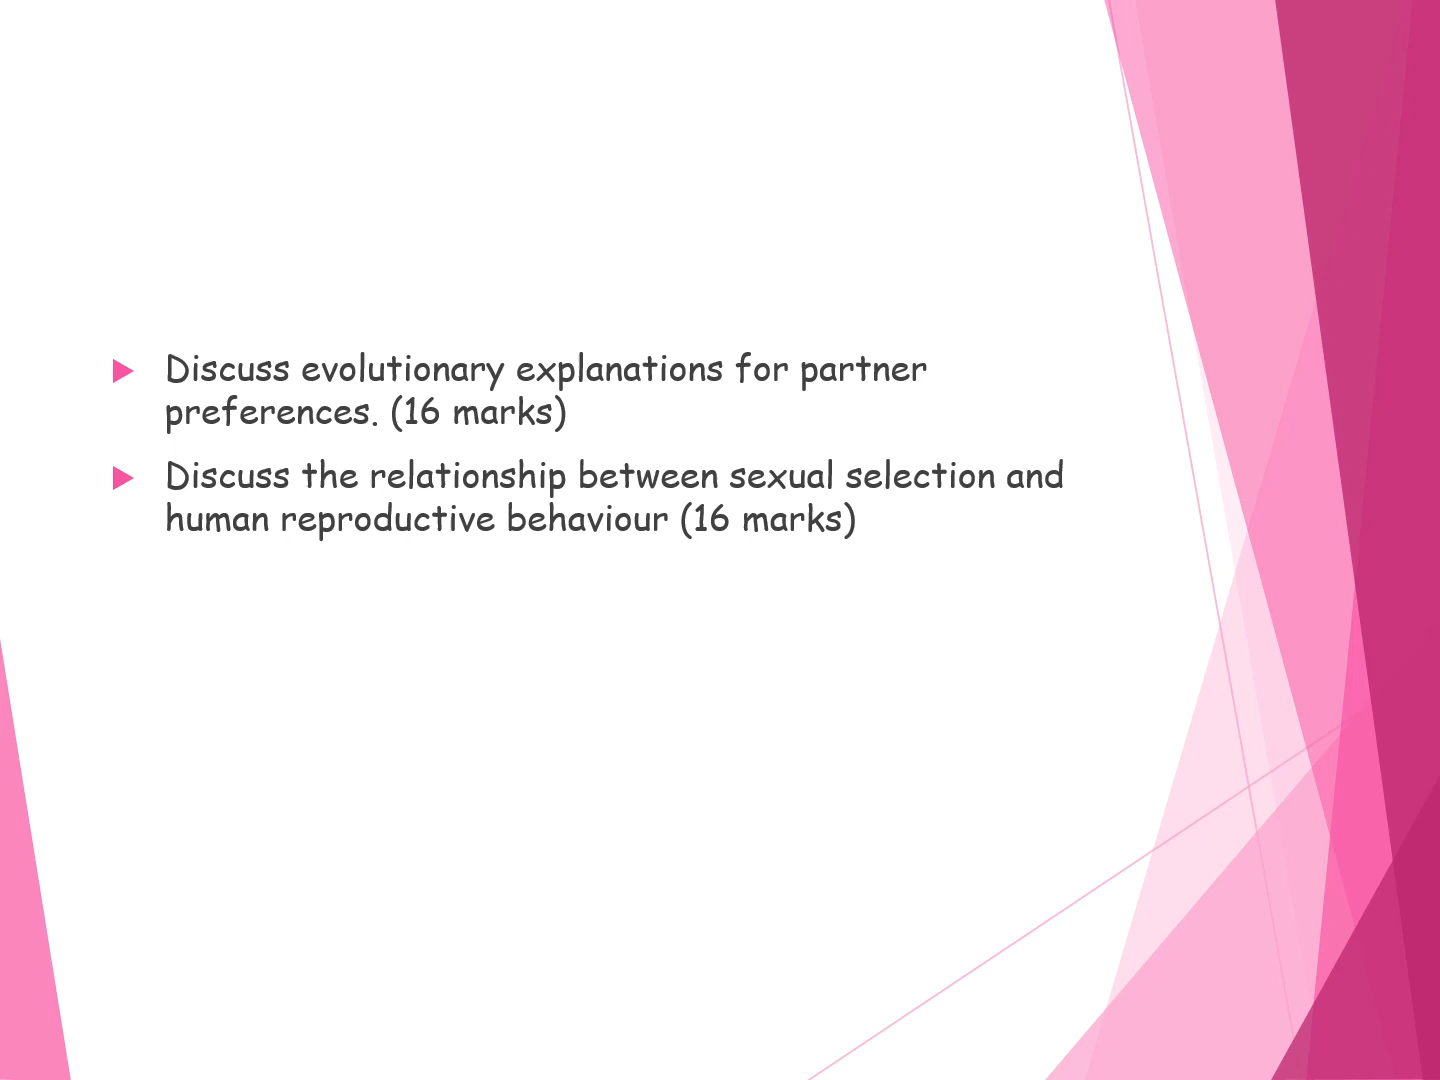 Discuss evolutionary explanations for partner
preferences. (16 marks)
Discuss the relationship between sexual selection and
human reproductive behaviour (16 marks)